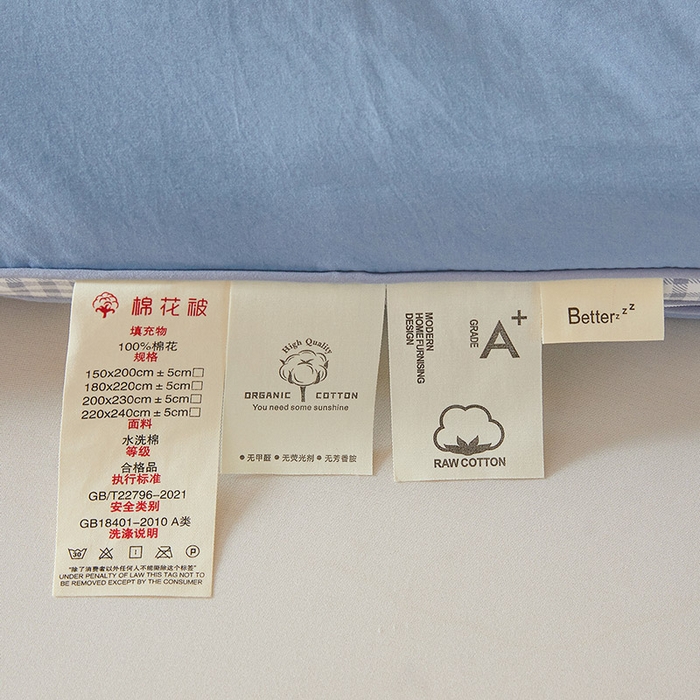 棉花被
填充物
100%棉花
规格
150x200cm±5cm□
180x220cm±5cm□
200x230cm±5cm□
220x240cm±5cm□
面料
水洗棉
等级
合格品
执行标准
GB/T22796-2021
安全类别
GB18401-2010 A类
洗涤说明
30
P
"除了消费者以外任何人不能撕除这个标签"
UNDER PENALTY OF LAW THIS TAG NOT TO
BE REMOVED EXCEPT BY THE CONSUMER
High Quality
ORGANIC COTTON
You need some sunshine
•无甲醛 •无荧光剂 •无芳香胺
MODERN
HOMEFURNISING
DESIGN
GRADE
A+
RAW COTTON
Betterzzz